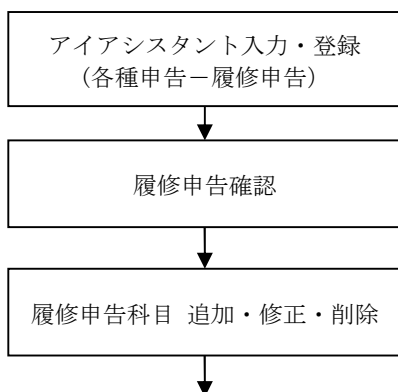 アイアシスタント入力・登録
(各種申告－履修申告)
履修申告確認
履修申告科目 追加・修正・削除